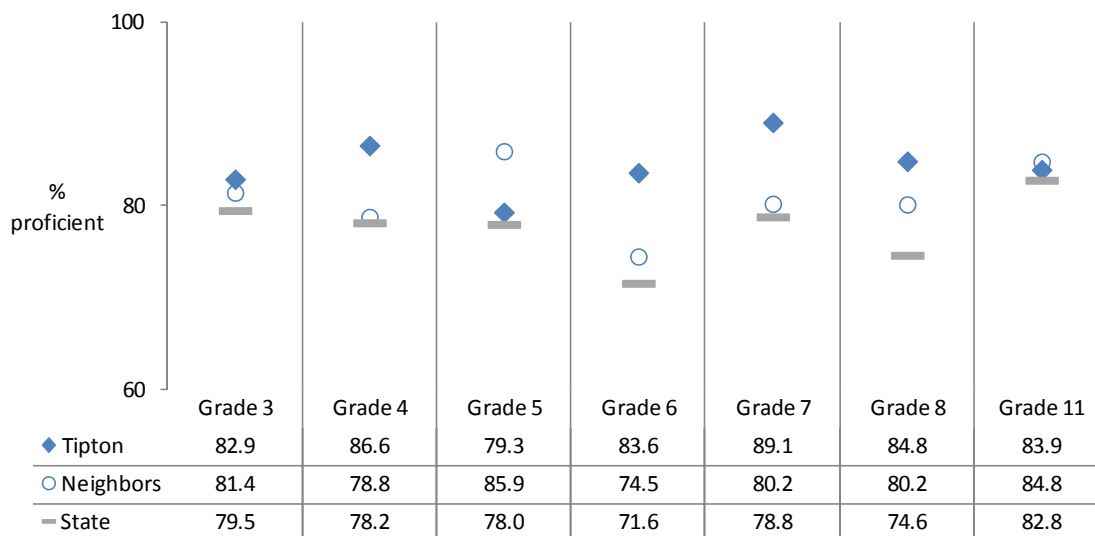 100
80
60
%
proficient
Grade 3 Grade 4 Grade 5 Grade 6 Grade 7 Grade 8 Grade 11
Tipton 82.9 86.6 79.3 83.6 89.1 84.8 83.9
Neighbors 81.4 78.8 85.9 74.5 80.2 80.2 84.8
State 79.5 78.2 78.0 71.6 78.8 74.6 82.8